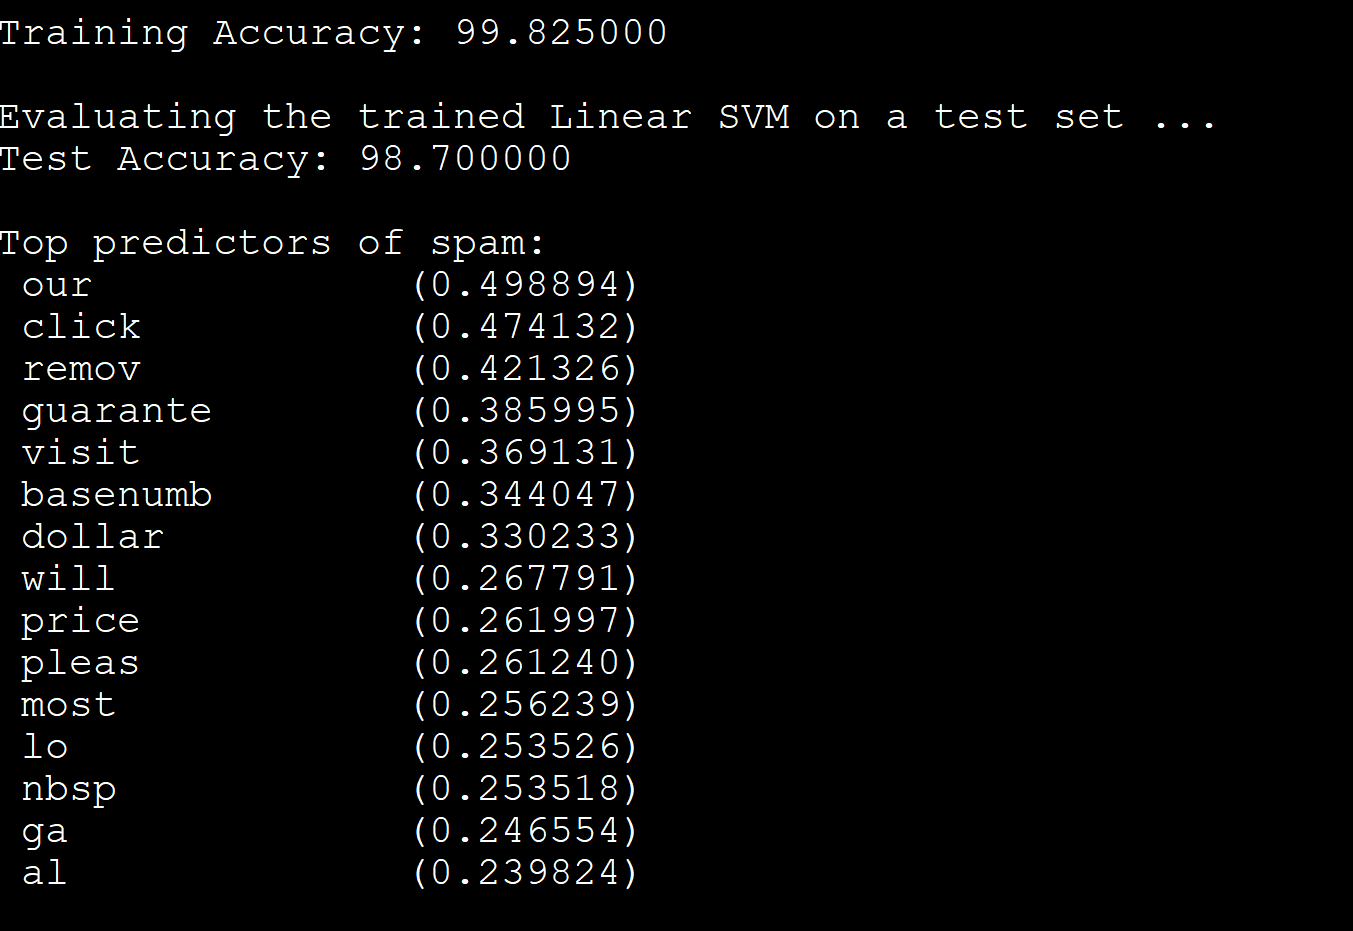 Training Accuracy: 99.825000
Evaluating the trained Linear SVM on a test set ...
Test Accuracy: 98.700000
Top predictors of spam:
our (0.498894)
click (0.474132)
remov (0.421326)
guarante (0.385995)
visit (0.369131)
basenumb (0.344047)
dollar (0.330233)
will (0.267791)
price (0.261997)
pleas (0.261240)
most (0.256239)
lo (0.253526)
nbsp (0.253518)
ga (0.246554)
al (0.239824)